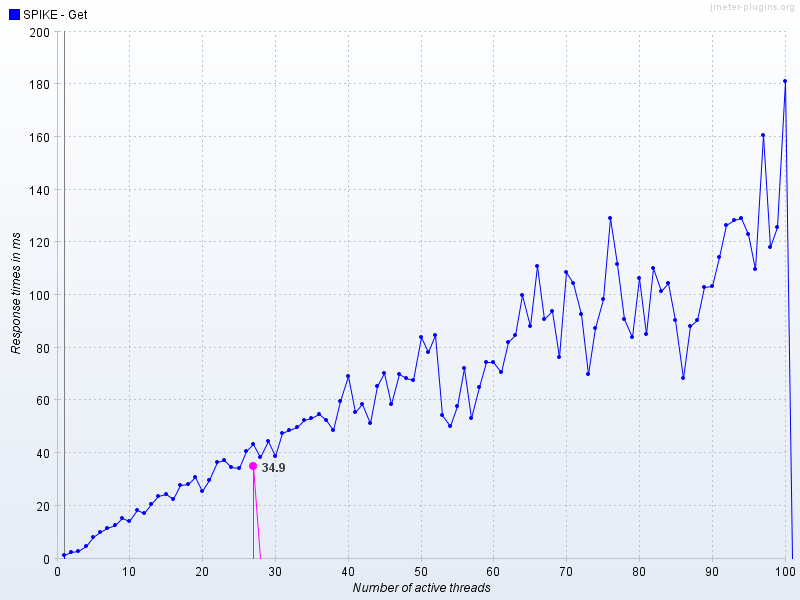 jmeter-plugins.org
SPIKE - Get
200
180
160
140
120
100
80
60
40
20
0
Response times in ms
34.9
0 10 20 30 40 50 60 70 80 90 100
Number of active threads